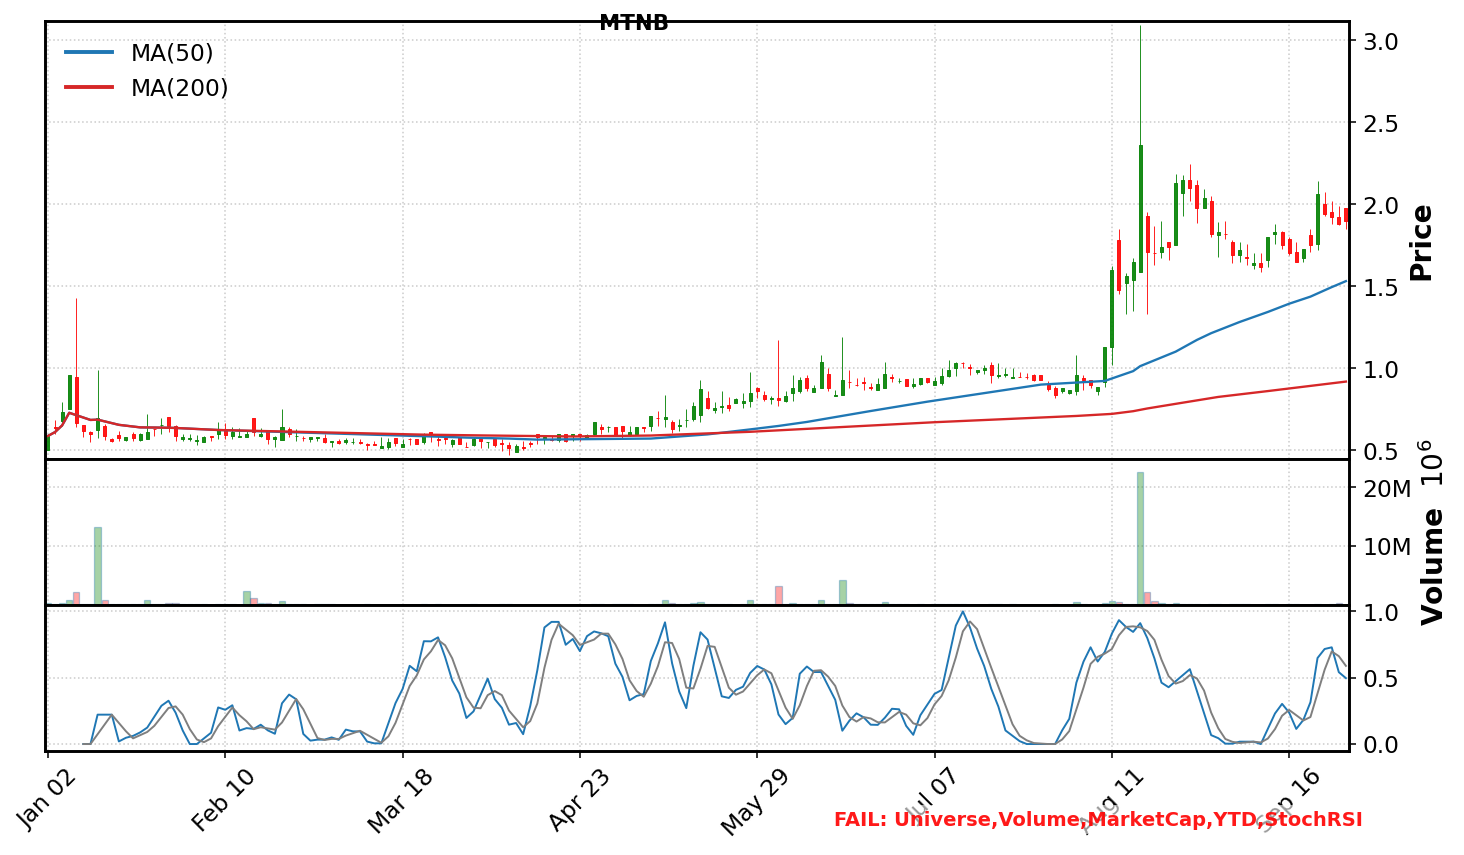 MTNB
MA(50)
MA(200)
3.0
2.5
2.0
1.5
1.0
0.5
Price
20M
10M
Volume 10^6
1.0
0.5
0.0
Jan 02
Feb 10
Mar 18
Apr 23
May 29
Jul 07
Aug 11
Sep 16
FAIL: Universe,Volume,MarketCap,YTD,StochRSI